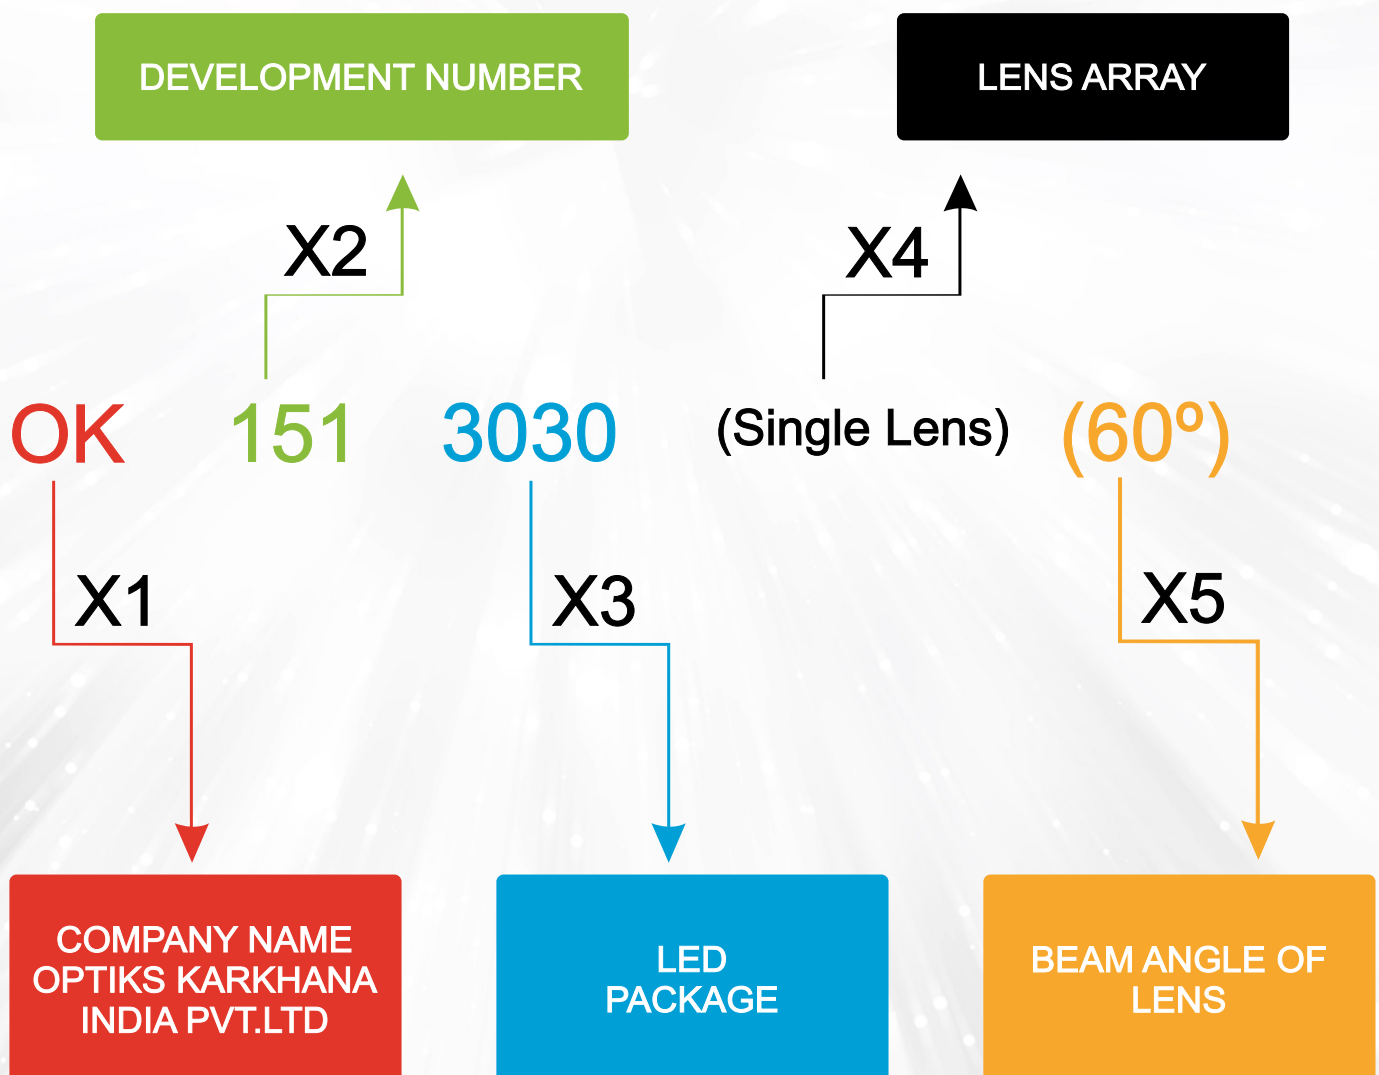 DEVELOPMENT NUMBER
LENS ARRAY
X2
X4
OK 151 3030 (Single Lens) (60º)
X1
X3
X5
COMPANY NAME
OPTIKS KARKHANA
INDIA PVT.LTD
LED
PACKAGE
BEAM ANGLE OF
LENS